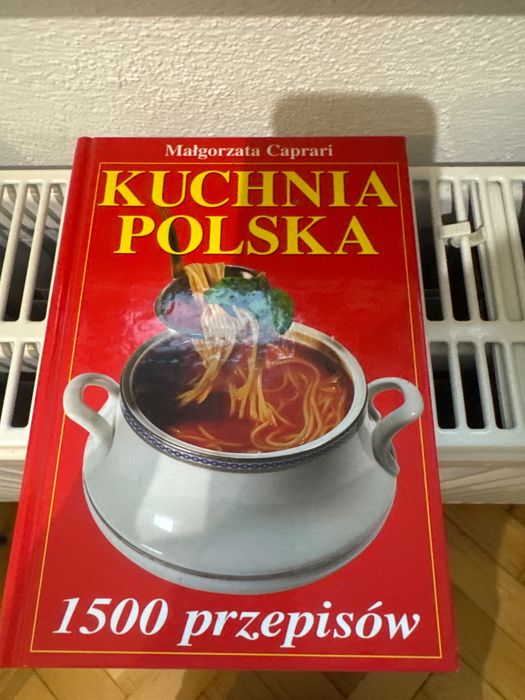 Małgorzata Caprari
KUCHNIA
POLSKA
1500 przepisów